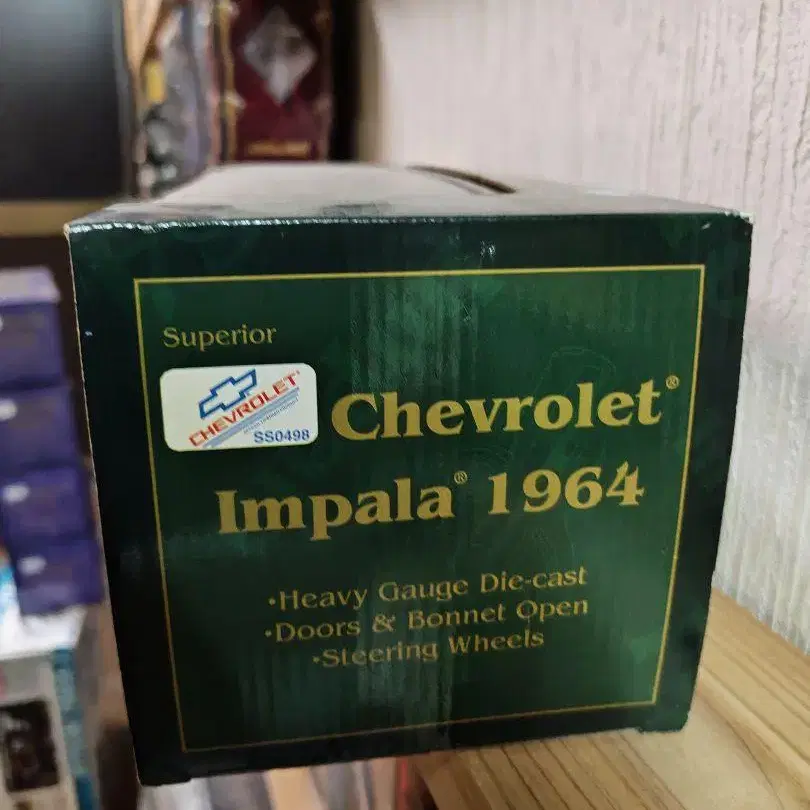 Superior
CHEVROLET
SS0498
Chevrolet®
Impala® 1964
•Heavy Gauge Die-cast
•Doors & Bonnet Open
•Steering Wheels